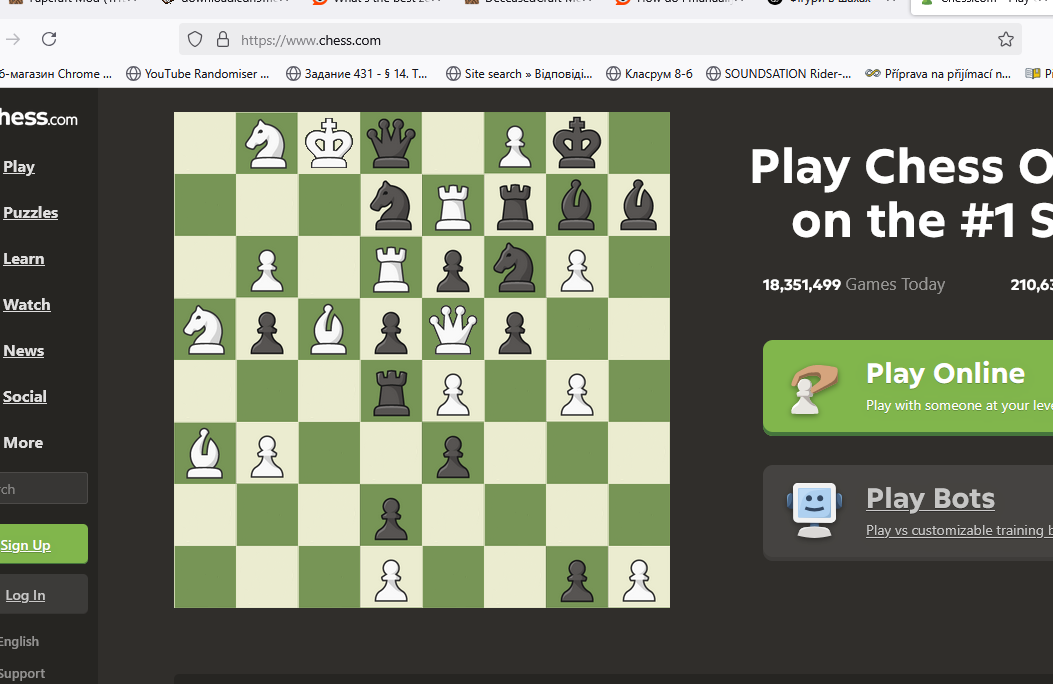 https://www.chess.com
б-магазин Chrome ... YouTube Randomiser ... Задание 431 - § 14. Т... Site search » Відповіді... Класрум 8-б SOUNDSATION Rider-... Příprava na přijímací n...
hess.com
Play
Puzzles
Learn
Watch
News
Social
More
rch
Sign Up
Log In
English
Support
Play Chess O
on the #1 S
18,351,499 Games Today 210,63
Play Online
Play with someone at your leve
Play Bots
Play vs customizable training b